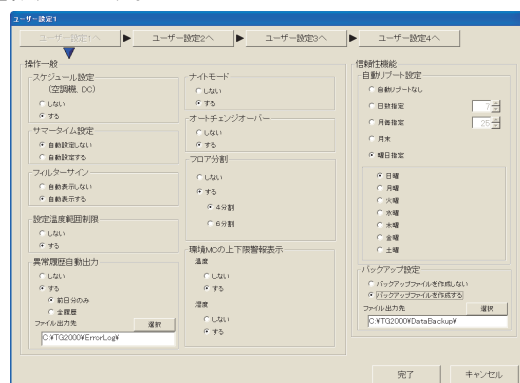 ユーザー設定1
ユーザー設定1へ
ユーザー設定2へ
ユーザー設定3へ
ユーザー設定4へ
操作一般
スケジュール設定
(空調機, DC)
しない
する
サマータイム設定
自動設定しない
自動設定する
フィルターサイン
自動表示しない
自動表示する
設定温度範囲制限
しない
する
異常履歴自動出力
しない
する
前日分のみ
全履歴
ファイル出力先
選択
C:¥TG2000¥ErrorLog¥
ナイトモード
しない
する
オートチェンジオーバー
しない
する
フロア分割
しない
する
4分割
6分割
環境MCの上下限警報表示
温度
しない
する
湿度
しない
する
信頼性機能
自動リブート設定
自動リブートなし
日数指定
7
月毎指定
25
月末
曜日指定
日曜
月曜
火曜
水曜
木曜
金曜
土曜
バックアップ設定
バックアップファイルを作成しない
バックアップファイルを作成する
ファイル出力先
選択
C:¥TG2000¥DataBackup¥
完了
キャンセル